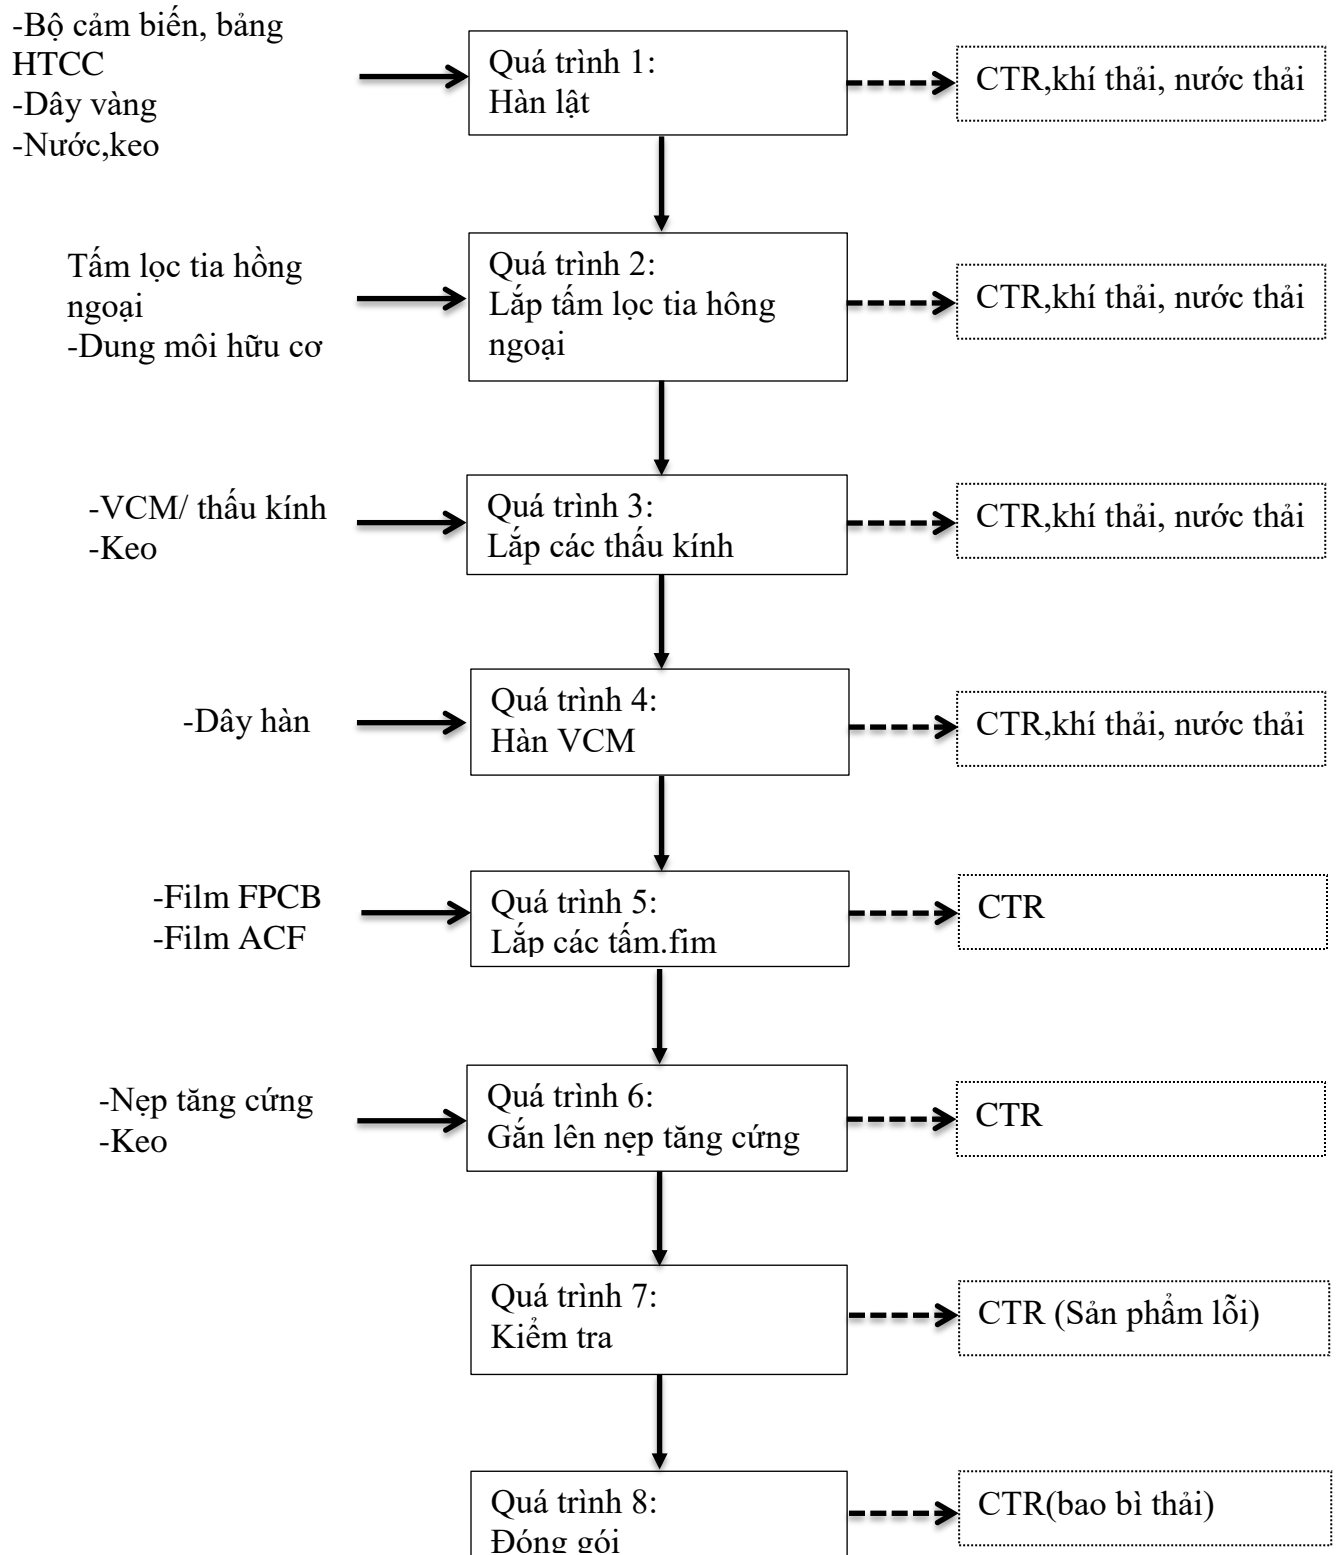 -Bộ cảm biến, bảng
HTCC
-Dây vàng
-Nước,keo
Quá trình 1:
Hàn lật
CTR,khí thải, nước thải
Tấm lọc tia hồng
ngoại
-Dung môi hữu cơ
Quá trình 2:
Lắp tấm lọc tia hông
ngoại
CTR,khí thải, nước thải
-VCM/ thấu kính
-Keo
Quá trình 3:
Lắp các thấu kính
CTR,khí thải, nước thải
-Dây hàn
Quá trình 4:
Hàn VCM
CTR,khí thải, nước thải
-Film FPCB
-Film ACF
Quá trình 5:
Lắp các tấm.fim
CTR
-Nẹp tăng cứng
-Keo
Quá trình 6:
Gắn lên nẹp tăng cứng
CTR
Quá trình 7:
Kiểm tra
CTR (Sản phẩm lỗi)
Quá trình 8:
Đóng gói
CTR(bao bì thải)